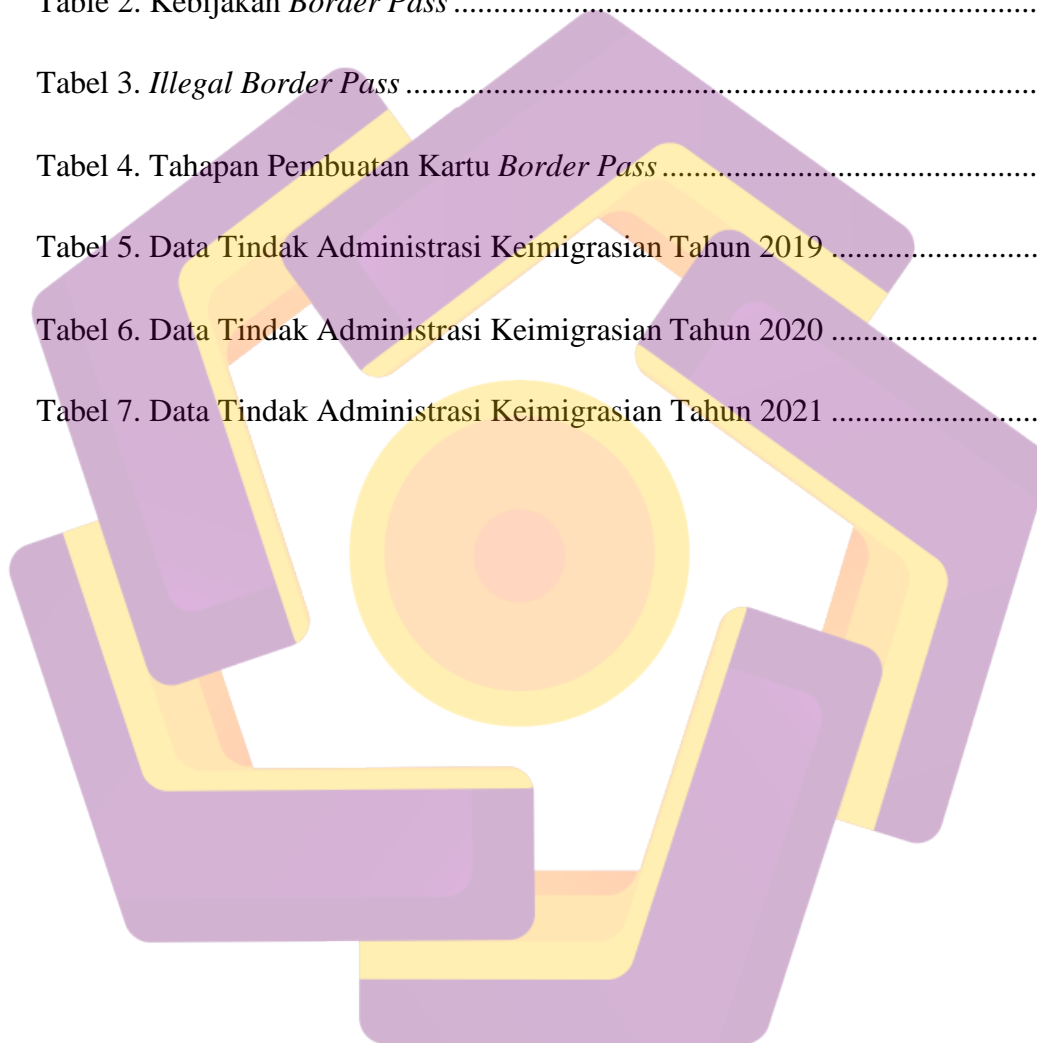 Table 2. Kebijakan Border Pass ................................................................................
Tabel 3. Illegal Border Pass ................................................................................
Tabel 4. Tahapan Pembuatan Kartu Border Pass ................................................
Tabel 5. Data Tindak Administrasi Keimigrasian Tahun 2019 ..........................
Tabel 6. Data Tindak Administrasi Keimigrasian Tahun 2020 ..........................
Tabel 7. Data Tindak Administrasi Keimigrasian Tahun 2021 ..........................